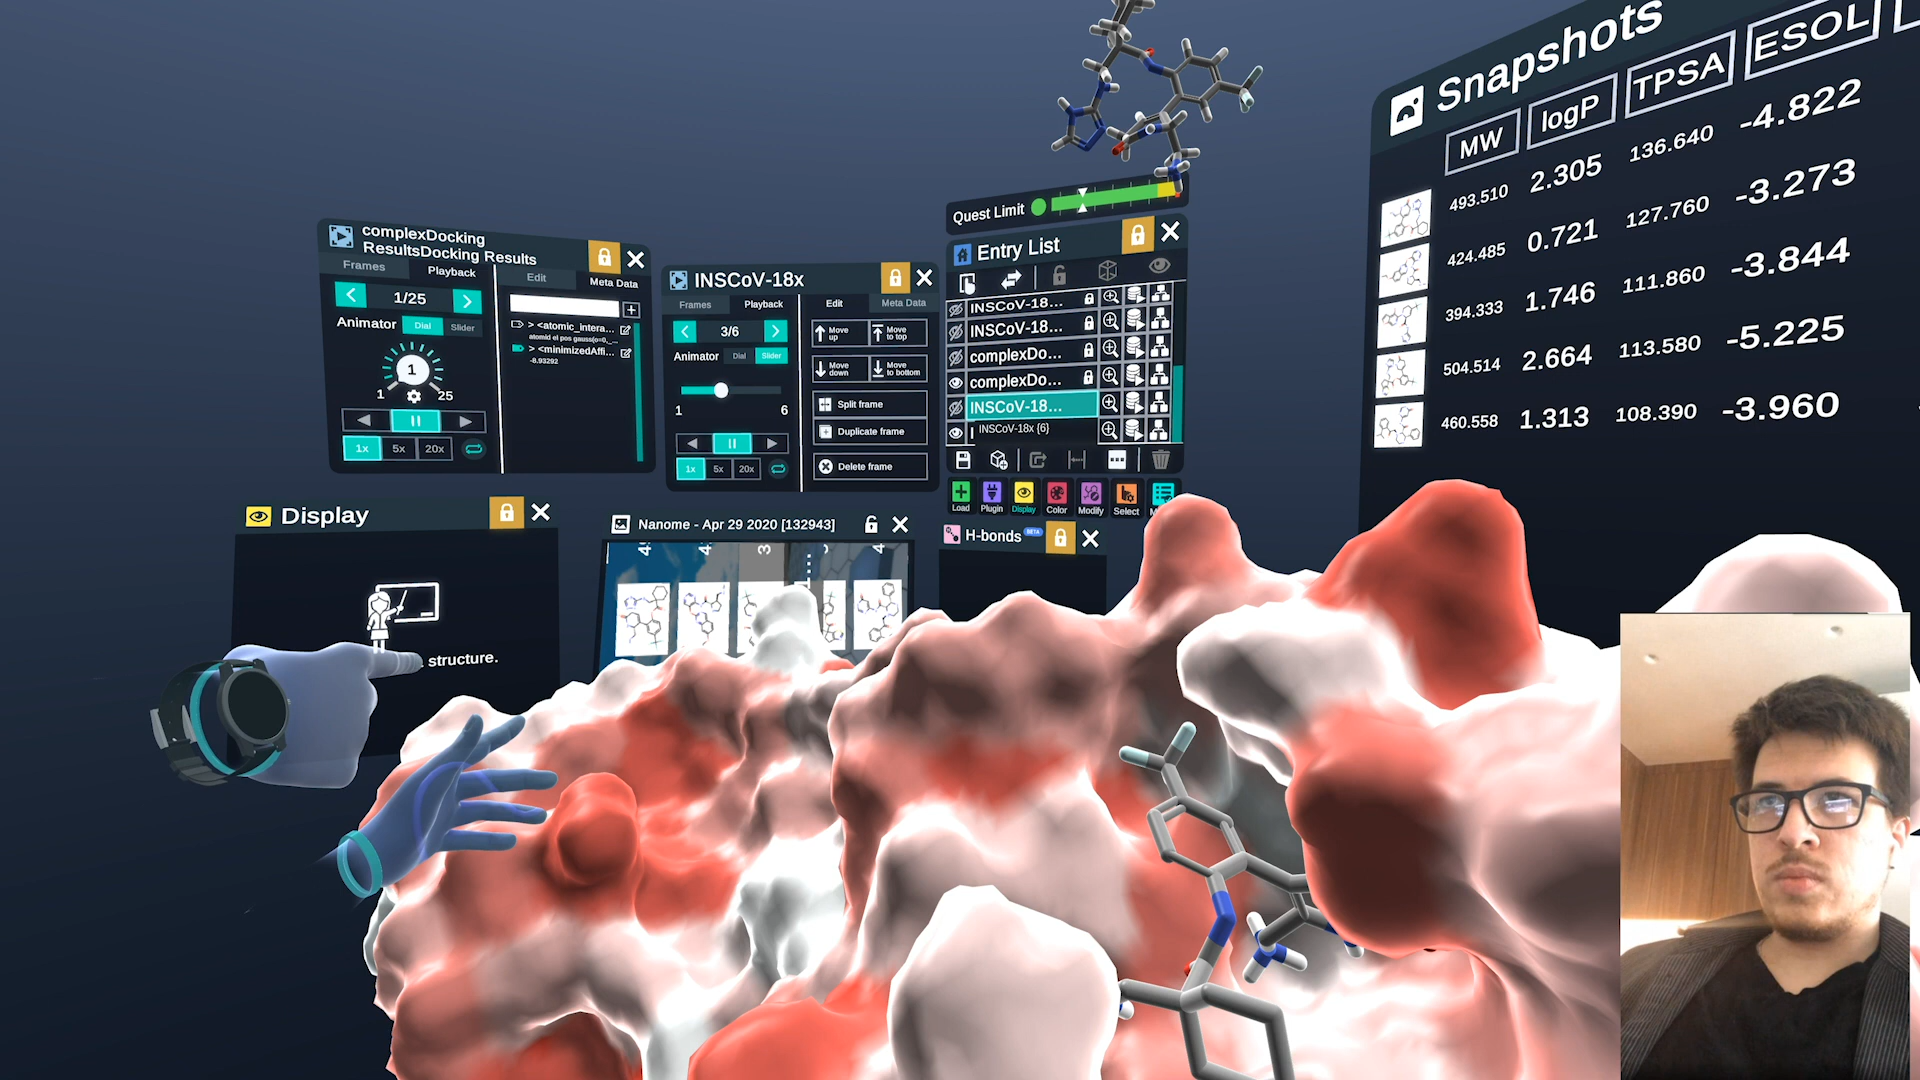 Snapshots
MW logP TPSA ESOL
493.510 2.305 136.640 -4.822
424.485 0.721 127.760 -3.273
394.333 1.746 111.860 -3.844
504.514 2.664 113.580 -5.225
460.558 1.313 108.390 -3.960
Quest Limit
Entry List
INSCoV-18...
INSCoV-18...
complexDo...
complexDo...
INSCoV-18...
INSCoV-18x {6}
Load Plugin Display Color Modify Select
complexDocking
ResultsDocking Results
Frames Playback Edit Meta Data
1/25
Animator Dial Slider
1
1 25
1x 5x 20x
> <atomic_intera...
> <minimizedAffi...
-8.93292
INSCoV-18x
Frames Playback Edit Meta Data
3/6
Animator Dial Slider
1 6
1x 5x 20x
Move up
Move to top
Move down
Move to bottom
Split frame
Duplicate frame
Delete frame
Display
structure.
Nanome - Apr 29 2020 [132943]
H-bonds BETA